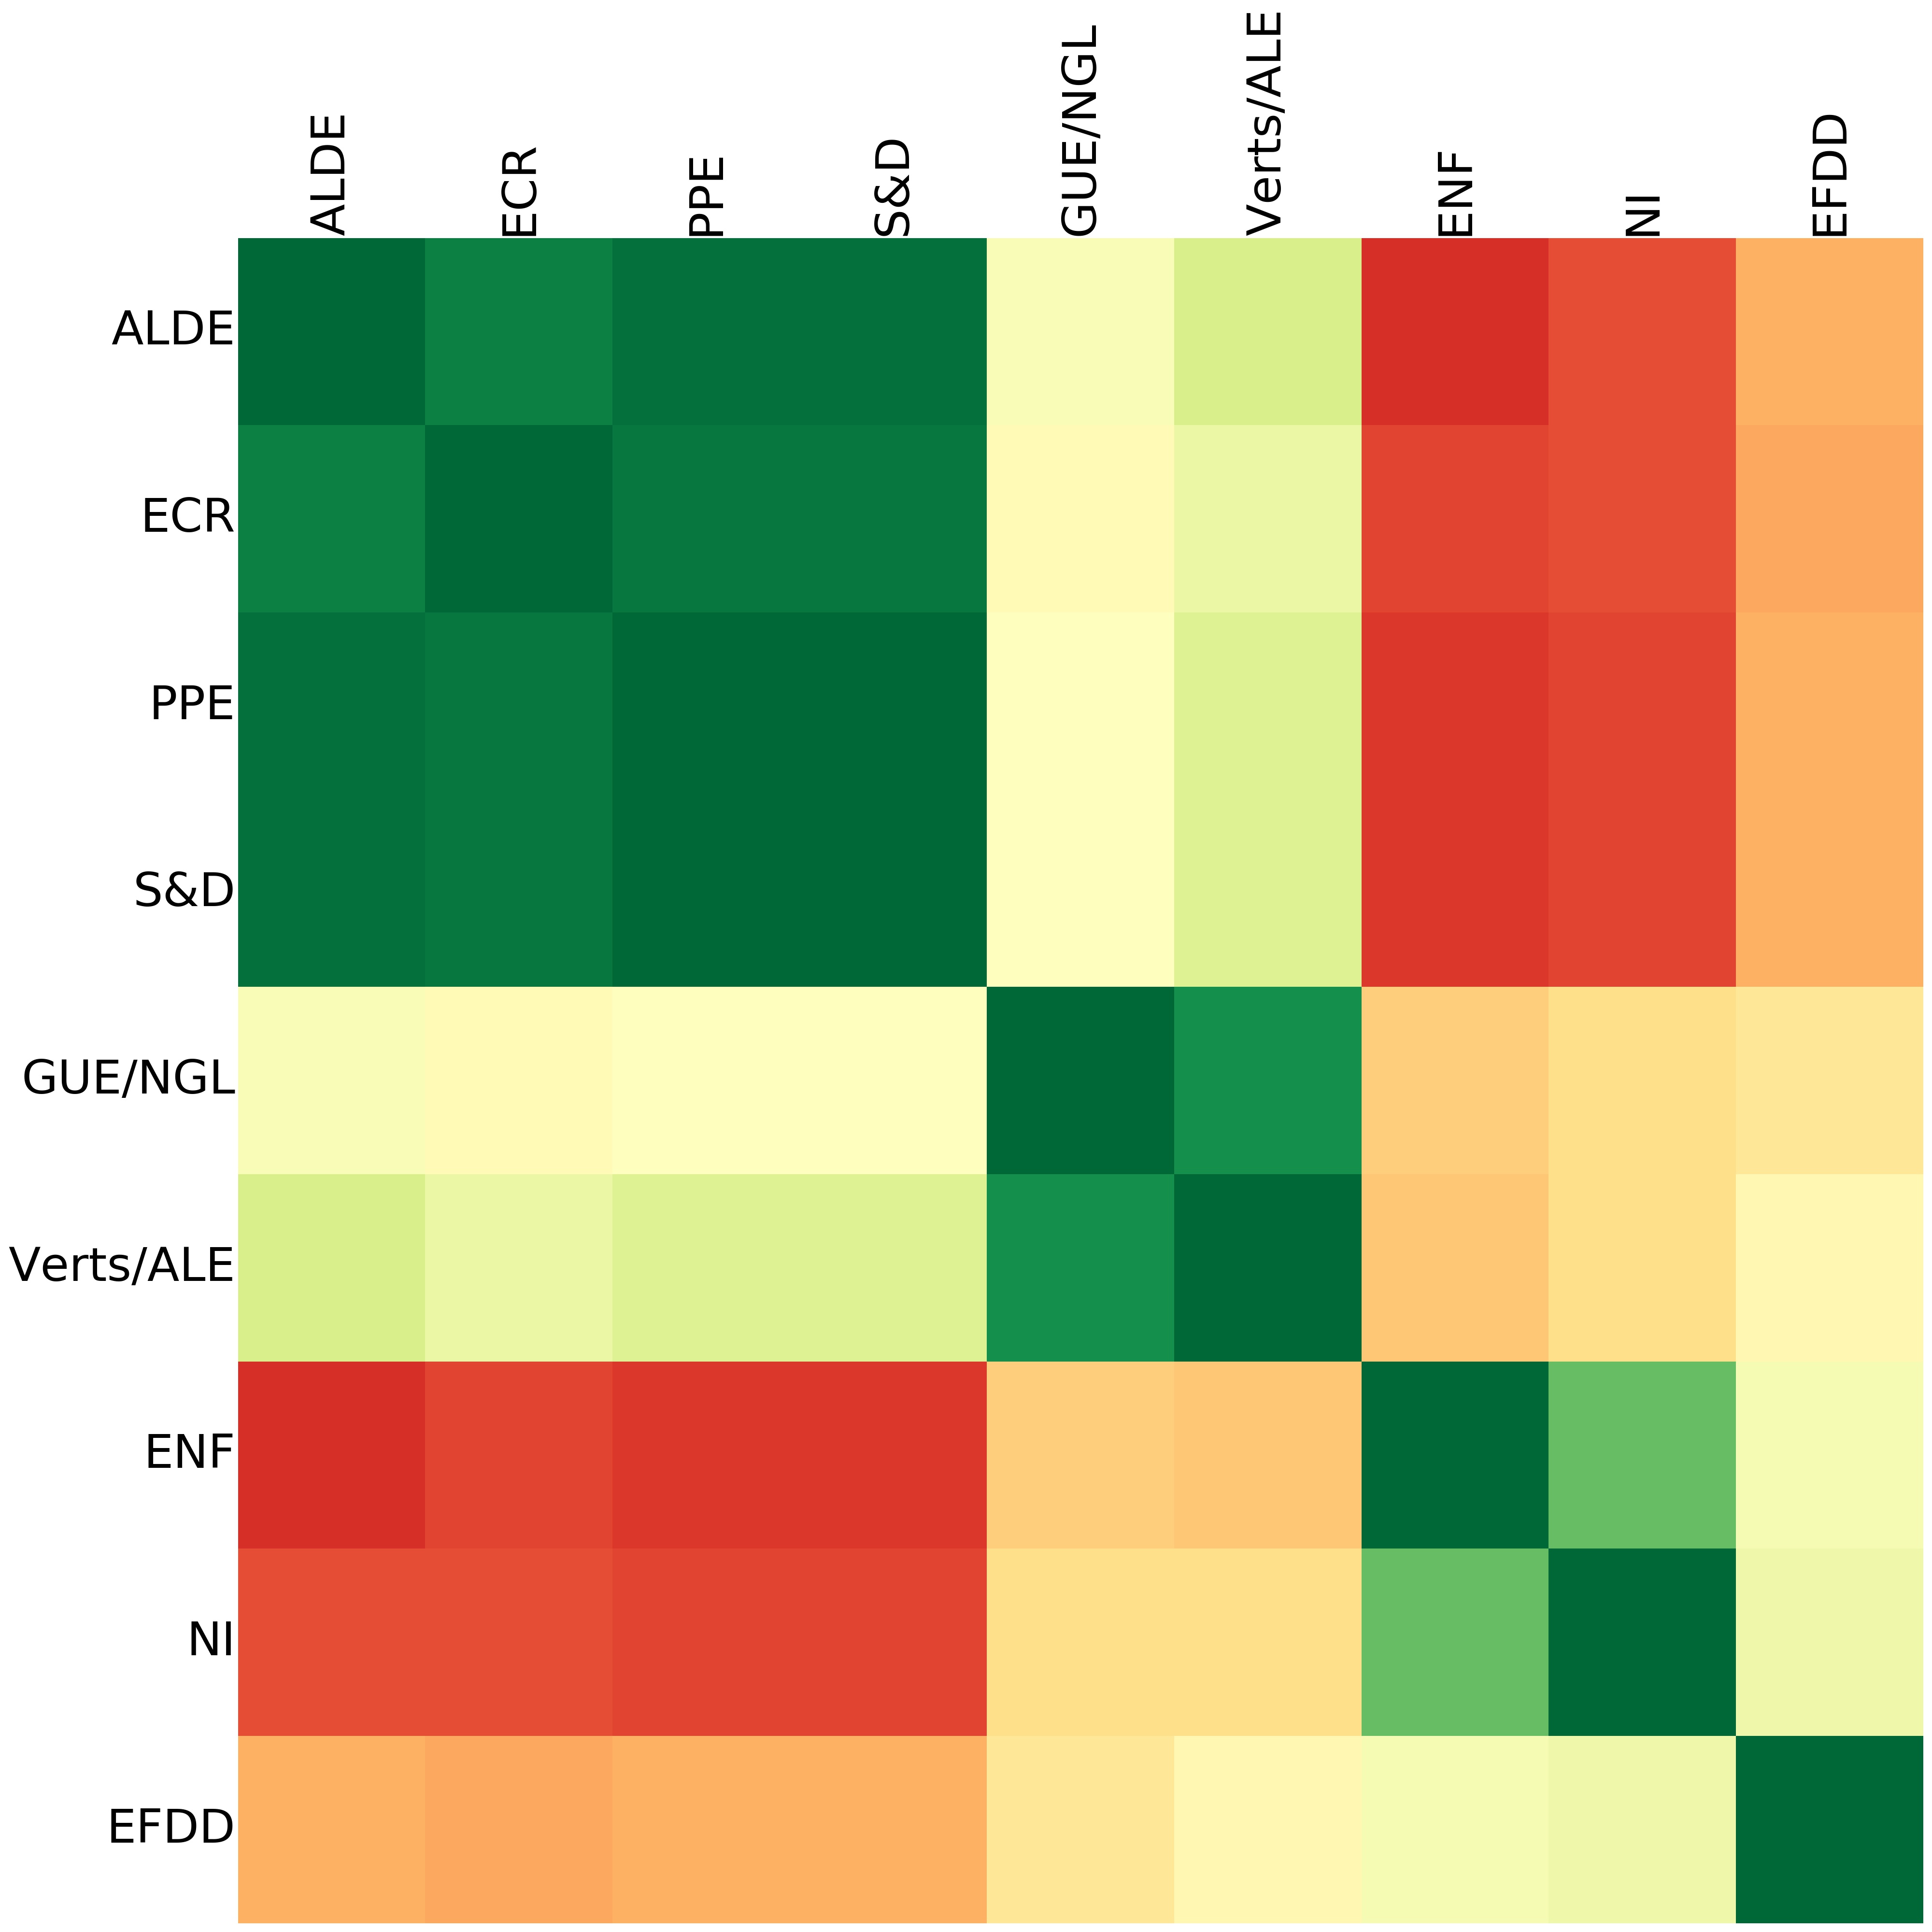 ALDE
ECR
PPE
S&D
GUE/NGL
Verts/ALE
ENF
NI
EFDD
ALDE
ECR
PPE
S&D
GUE/NGL
Verts/ALE
ENF
NI
EFDD